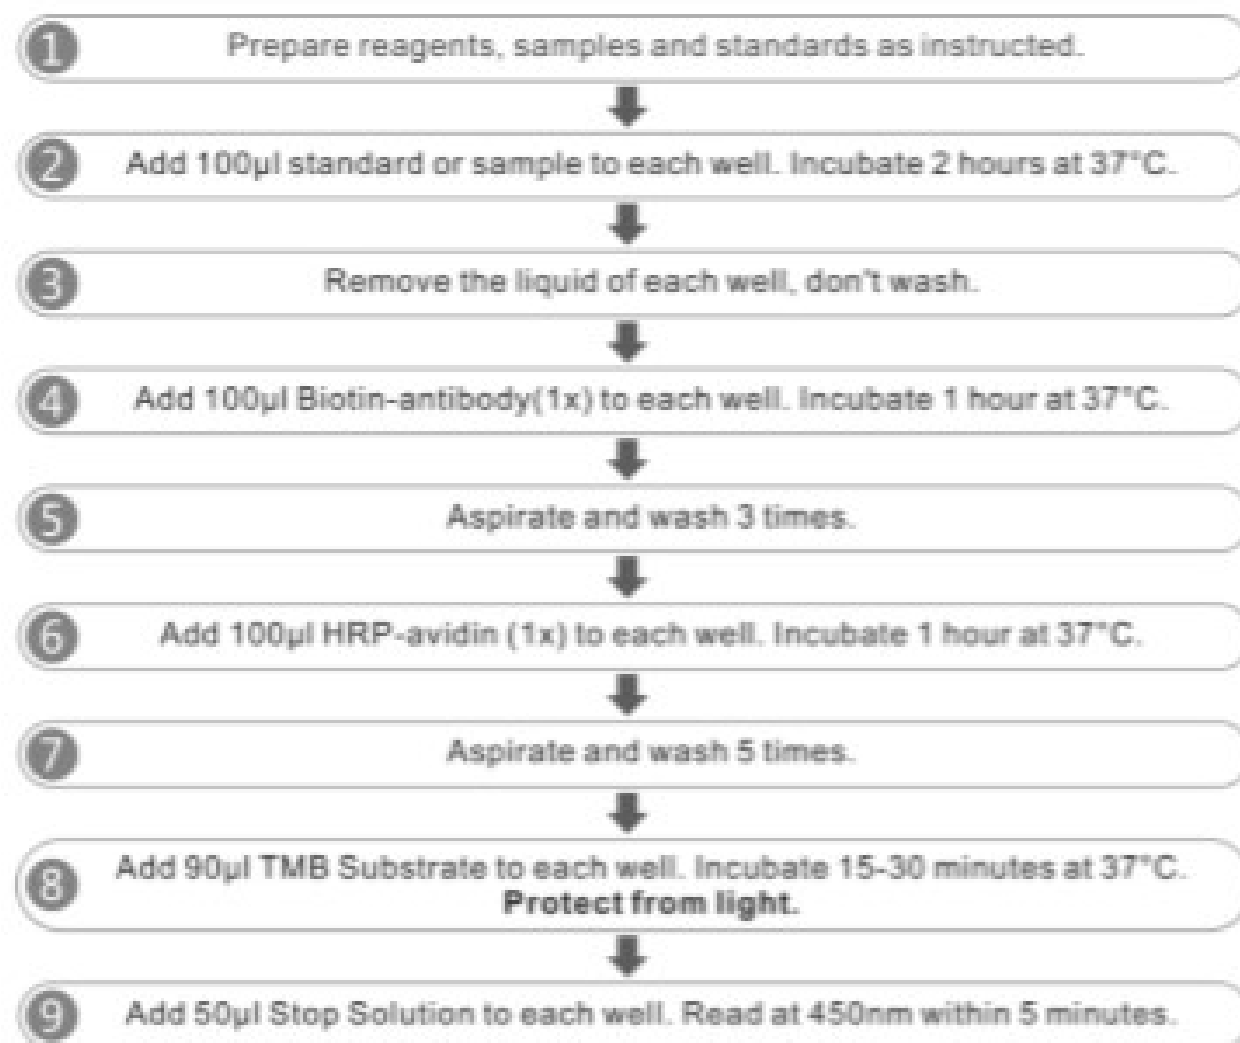 1 Prepare reagents, samples and standards as instructed.
2 Add 100µl standard or sample to each well. Incubate 2 hours at 37°C.
3 Remove the liquid of each well, don't wash.
4 Add 100µl Biotin-antibody(1x) to each well. Incubate 1 hour at 37°C.
5 Aspirate and wash 3 times.
6 Add 100µl HRP-avidin (1x) to each well. Incubate 1 hour at 37°C.
7 Aspirate and wash 5 times.
8 Add 90µl TMB Substrate to each well. Incubate 15-30 minutes at 37°C.
Protect from light.
9 Add 50µl Stop Solution to each well. Read at 450nm within 5 minutes.